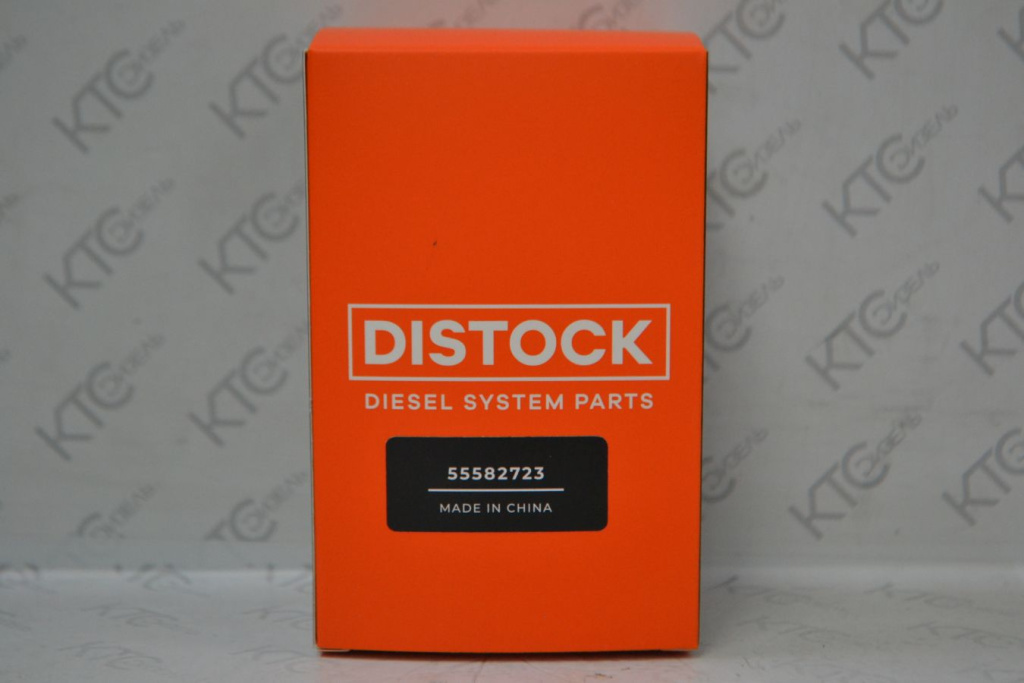 DISTOCK
DIESEL SYSTEM PARTS
55582723
MADE IN CHINA